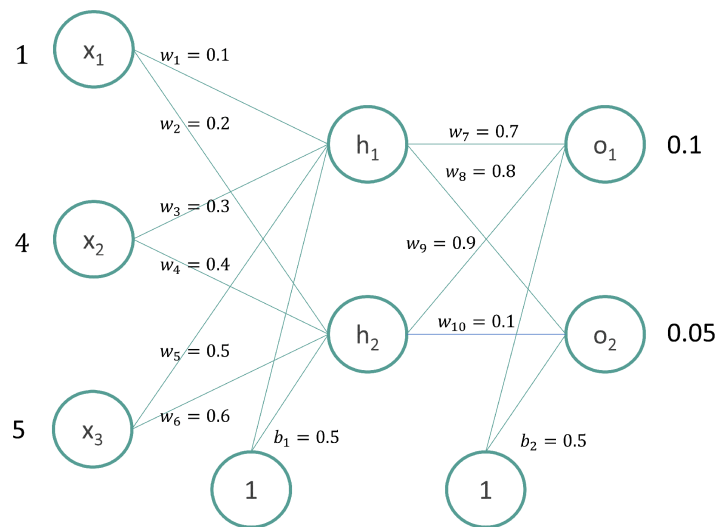 1
x₁
w₁ = 0.1
w₂ = 0.2
h₁
w₇ = 0.7
o₁
0.1
w₈ = 0.8
4
x₂
w₃ = 0.3
w₄ = 0.4
w₉ = 0.9
w₁₀ = 0.1
h₂
o₂
0.05
w₅ = 0.5
w₆ = 0.6
5
x₃
b₁ = 0.5
b₂ = 0.5
1
1